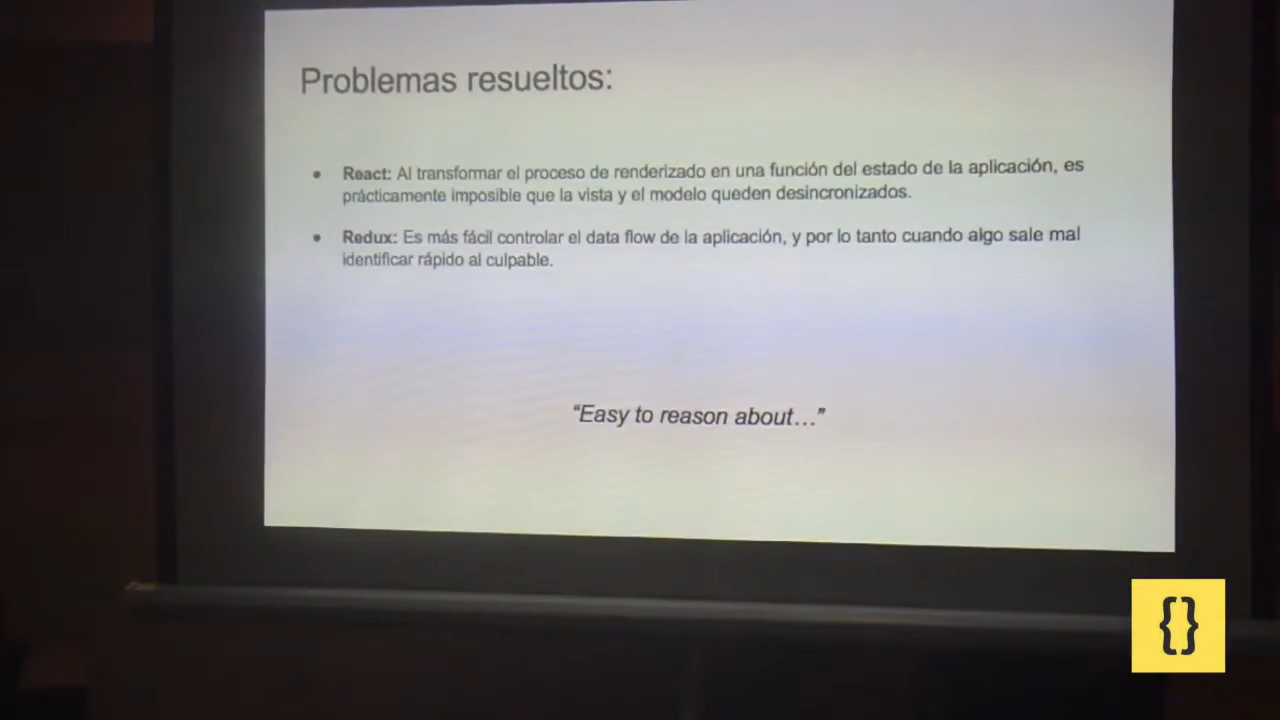 Problemas resueltos:
• React: Al transformar el proceso de renderizado en una función del estado de la aplicación, es
prácticamente imposible que la vista y el modelo queden desincronizados.
• Redux: Es más fácil controlar el data flow de la aplicación, y por lo tanto cuando algo sale mal
identificar rápido al culpable.
“Easy to reason about…”
{}